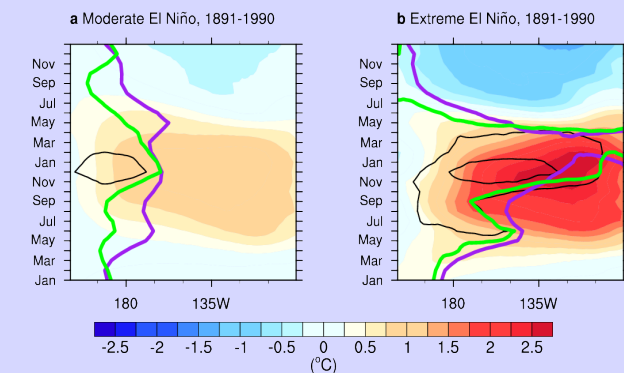 a Moderate El Niño, 1891-1990
b Extreme El Niño, 1891-1990
Nov
Sep
Jul
May
Mar
Jan
Nov
Sep
Jul
May
Mar
Jan
180 135W
Nov
Sep
Jul
May
Mar
Jan
Nov
Sep
Jul
May
Mar
Jan
180 135W
-2.5 -2 -1.5 -1 -0.5 0 0.5 1 1.5 2 2.5
(°C)